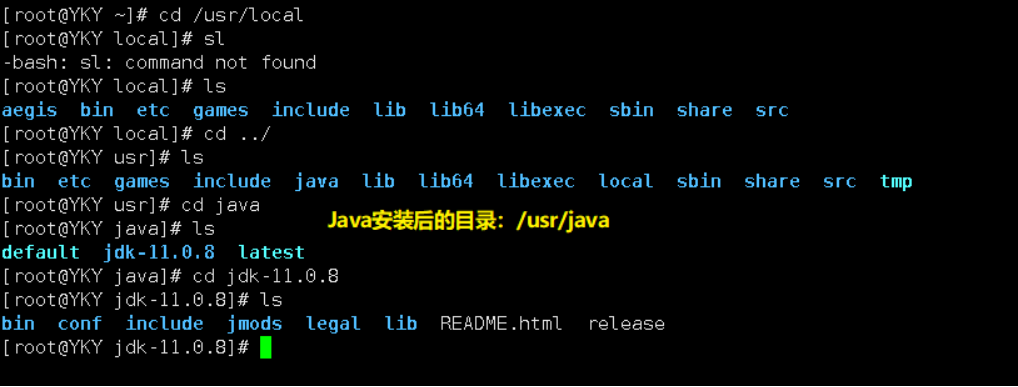 [root@YKY ~]# cd /usr/local
[root@YKY local]# sl
-bash: sl: command not found
[root@YKY local]# ls
aegis  bin  etc  games  include  lib  lib64  libexec  sbin  share  src
[root@YKY local]# cd ../
[root@YKY usr]# ls
bin  etc  games  include  java  lib  lib64  libexec  local  sbin  share  src  tmp
[root@YKY usr]# cd java
Java安装后的目录：/usr/java
[root@YKY java]# ls
default  jdk-11.0.8  latest
[root@YKY java]# cd jdk-11.0.8
[root@YKY jdk-11.0.8]# ls
bin  conf  include  jmods  legal  lib  README.html  release
[root@YKY jdk-11.0.8]#